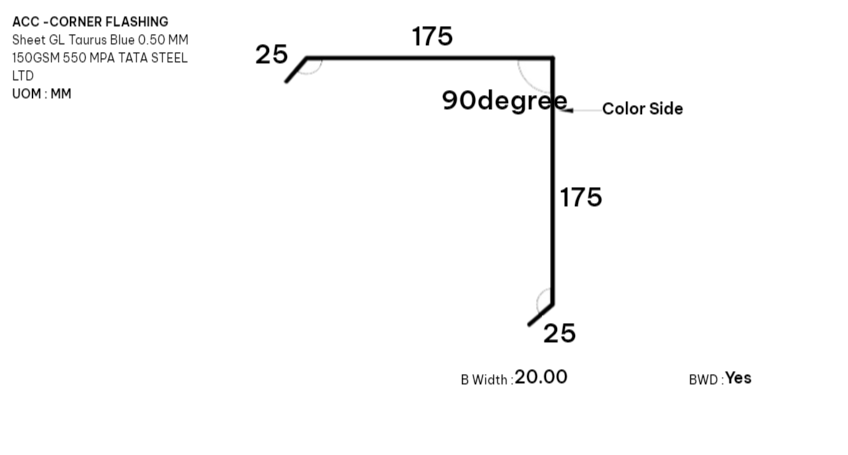 ACC -CORNER FLASHING
Sheet GL Taurus Blue 0.50 MM
150GSM 550 MPA TATA STEEL
LTD
UOM : MM
175
25
90degree
Color Side
175
25
B Width : 20.00
BWD : Yes